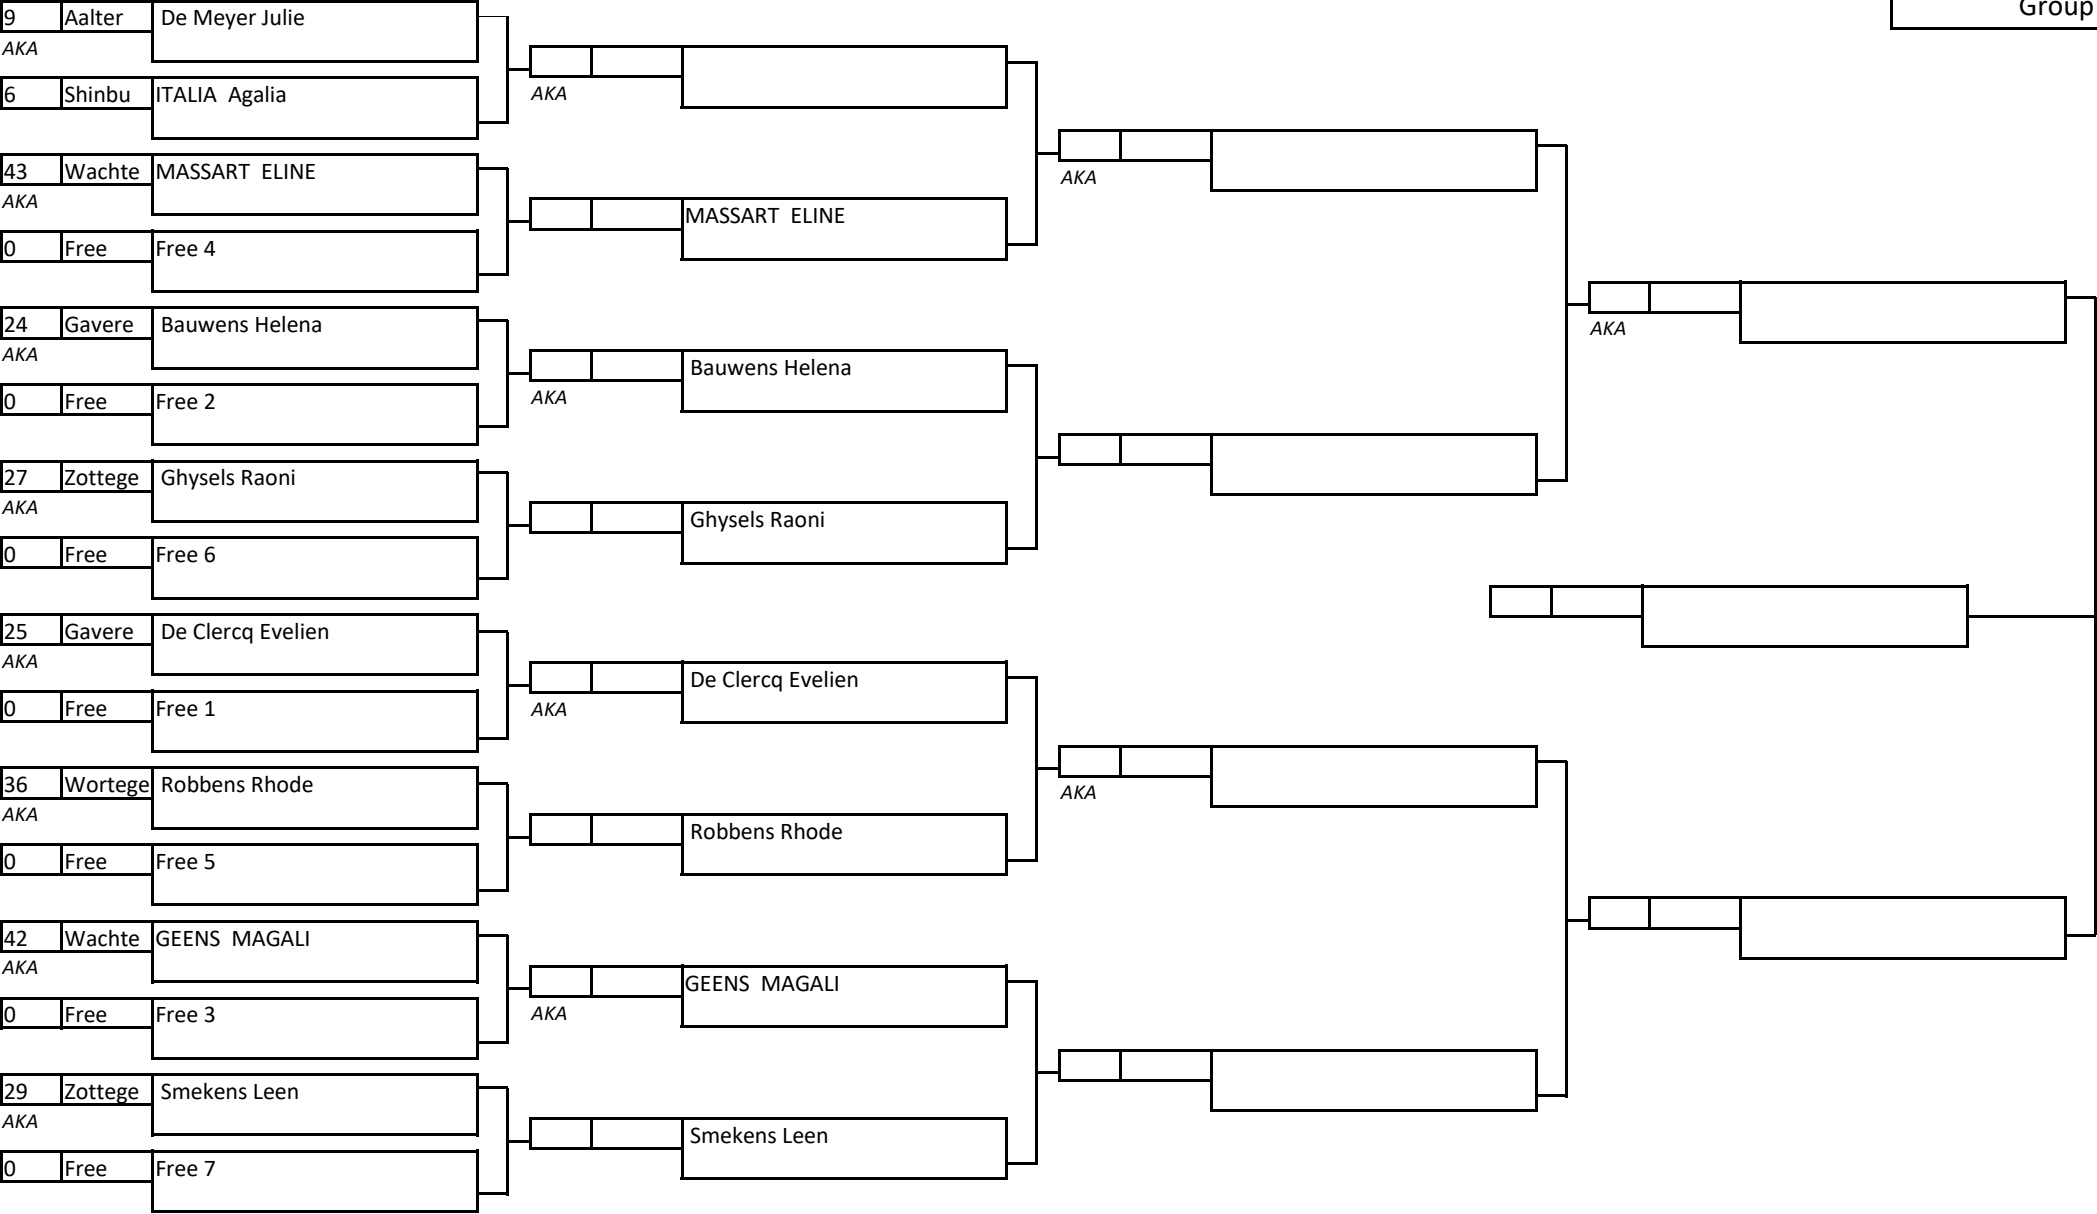 Group
9 Aalter De Meyer Julie
AKA
6 Shinbu ITALIA Agalia
AKA
43 Wachte MASSART ELINE
AKA
MASSART ELINE
0 Free Free 4
24 Gavere Bauwens Helena
AKA
Bauwens Helena
AKA
0 Free Free 2
27 Zottege Ghysels Raoni
AKA
Ghysels Raoni
0 Free Free 6
25 Gavere De Clercq Evelien
AKA
De Clercq Evelien
AKA
0 Free Free 1
36 Wortege Robbens Rhode
AKA
Robbens Rhode
0 Free Free 5
42 Wachte GEENS MAGALI
AKA
GEENS MAGALI
AKA
0 Free Free 3
29 Zottege Smekens Leen
AKA
Smekens Leen
0 Free Free 7
AKA
AKA
AKA